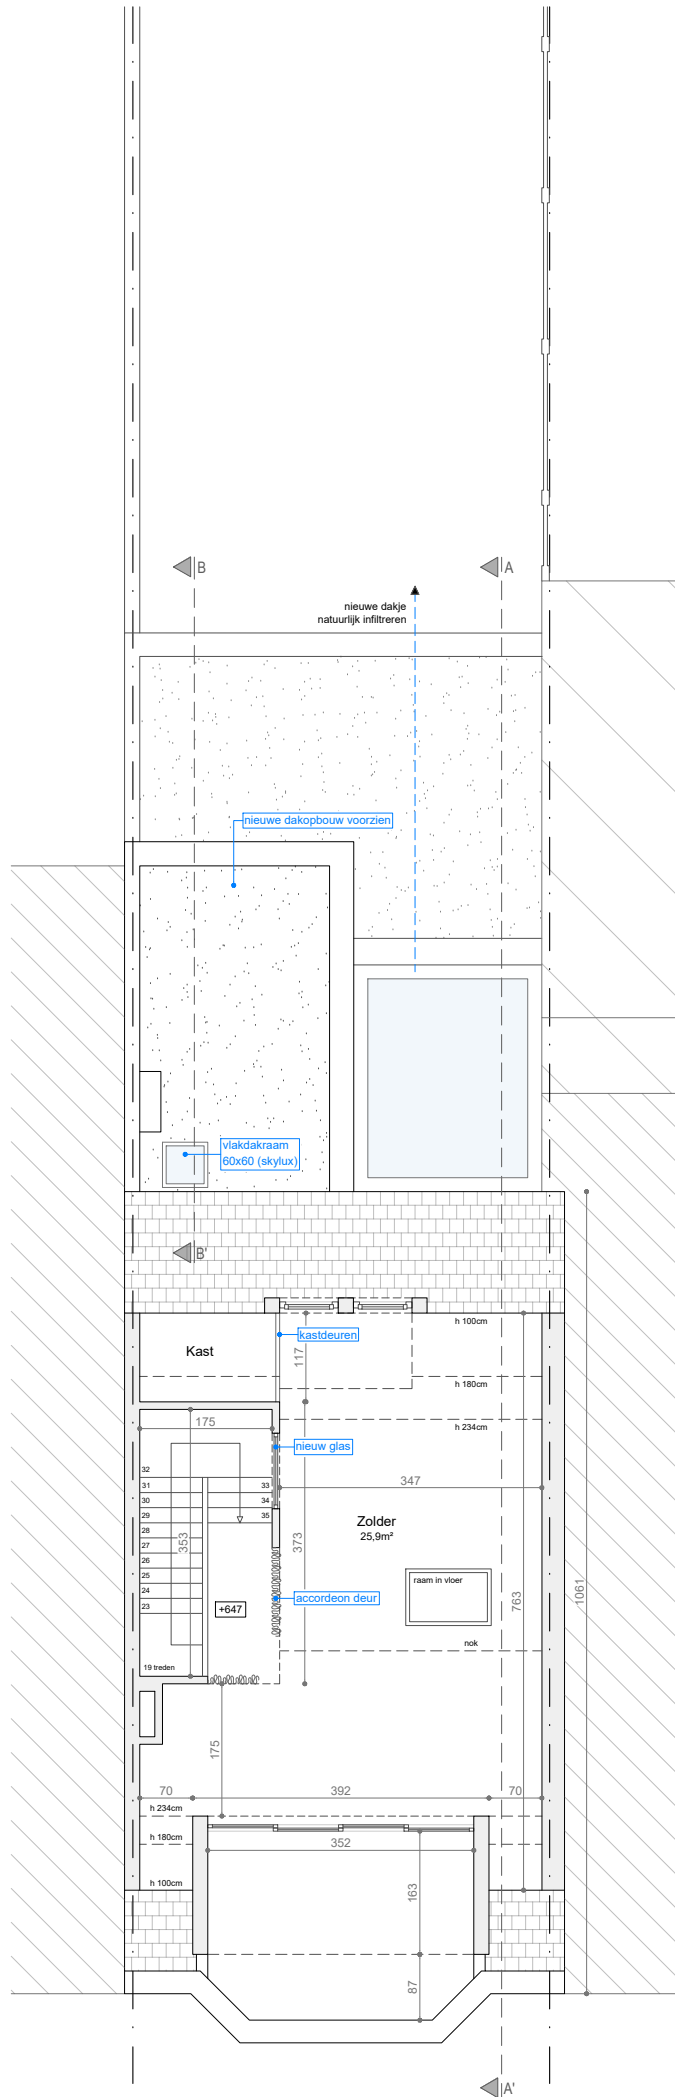 B
A
nieuwe dakje
natuurlijk infiltreren
nieuwe dakopbouw voorzien
vlakdakraam
60x60 (skylux)
B'
h 100cm
kastdeuren
Kast
117
h 180cm
175
h 234cm
nieuw glas
32
31
33
347
30
34
29
35
Zolder
25,9m²
28
353
373
27
26
25
raam in vloer
24
accordeon deur
763
1061
23
+647
nok
19 treden
175
70
392
70
h 234cm
h 180cm
352
h 100cm
163
87
A'